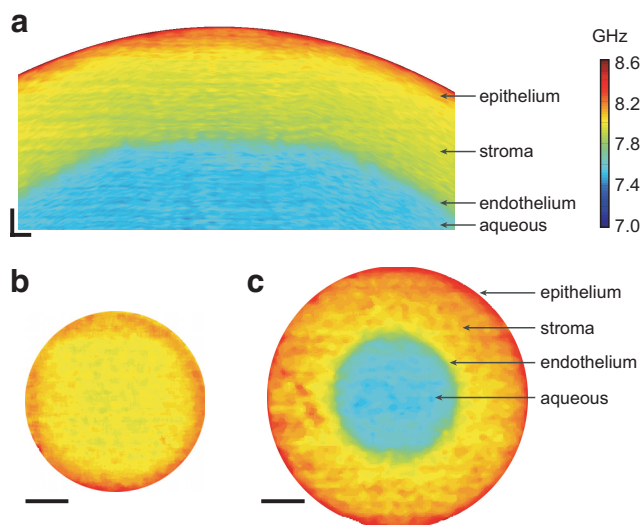 a
GHz
8.6
8.2
7.8
7.4
7.0
epithelium
stroma
endothelium
aqueous
b
c
epithelium
stroma
endothelium
aqueous